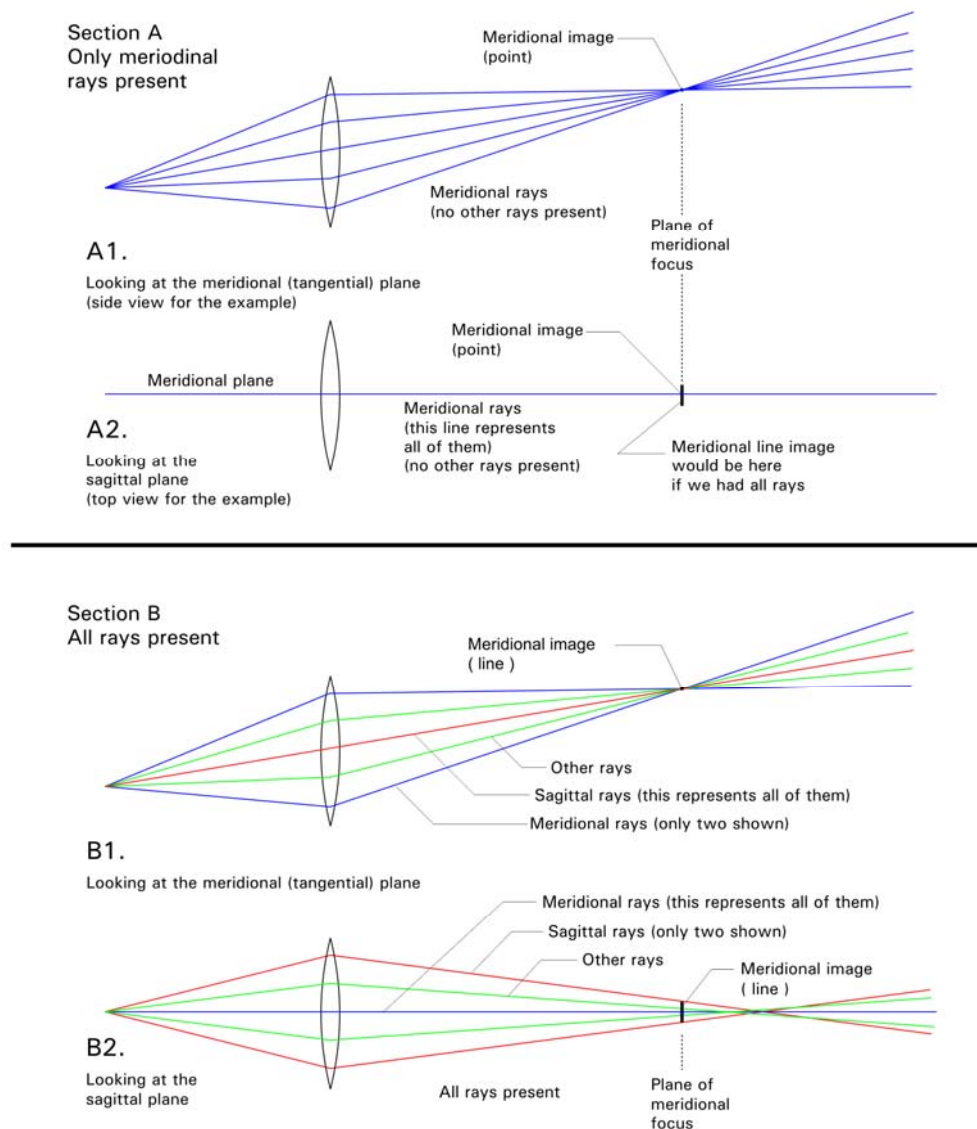 Section A
Only meriodinal
rays present
Meridional image
(point)
Meridional rays
(no other rays present)
Plane of
meridional
focus
A1.
Looking at the meridional (tangential) plane
(side view for the example)
Meridional image
(point)
Meridional plane
Meridional rays
(this line represents
all of them)
(no other rays present)
A2.
Looking at the
sagittal plane
(top view for the example)
Meridional line image
would be here
if we had all rays
Section B
All rays present
Meridional image
( line )
Other rays
Sagittal rays (this represents all of them)
Meridional rays (only two shown)
B1.
Looking at the meridional (tangential) plane
Meridional rays (this represents all of them)
Sagittal rays (only two shown)
Other rays
Meridional image
( line )
B2.
Looking at the
sagittal plane
All rays present
Plane of
meridional
focus